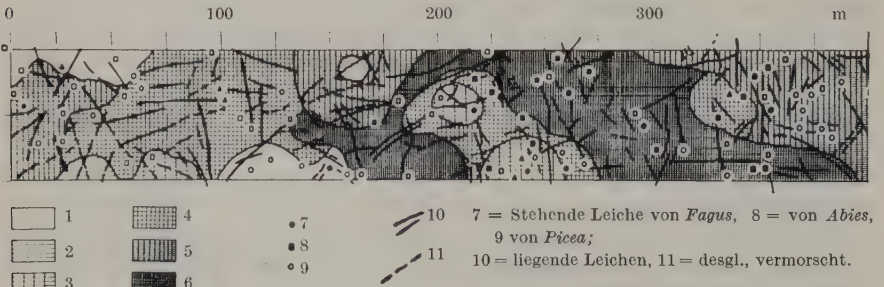 0 100 200 300 m
1 4 • 7 10 7 = Stehende Leiche von Fagus, 8 = von Abies,
2 5 ▪ 8 9 von Picea;
3 6 ∘ 9 11 10 = liegende Leichen, 11 = desgl., vermorscht.